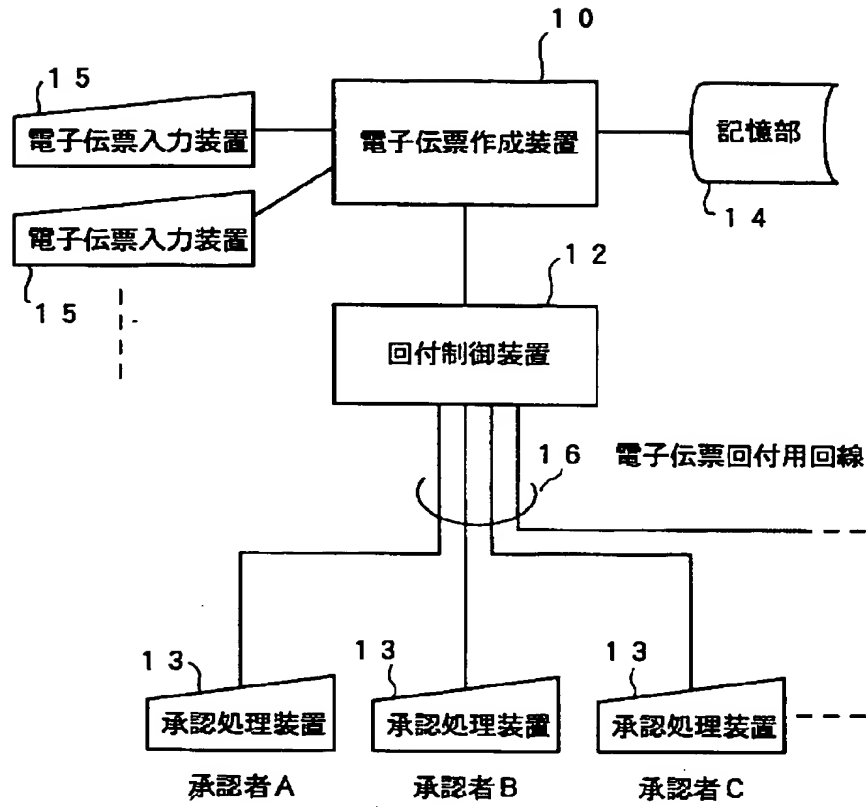 １０
１５
電子伝票入力装置
電子伝票作成装置
記憶部
１４
電子伝票入力装置
１５
１２
回付制御装置
１６
電子伝票回付用回線
１３
１３
１３
承認処理装置
承認処理装置
承認処理装置
承認者Ａ
承認者Ｂ
承認者Ｃ